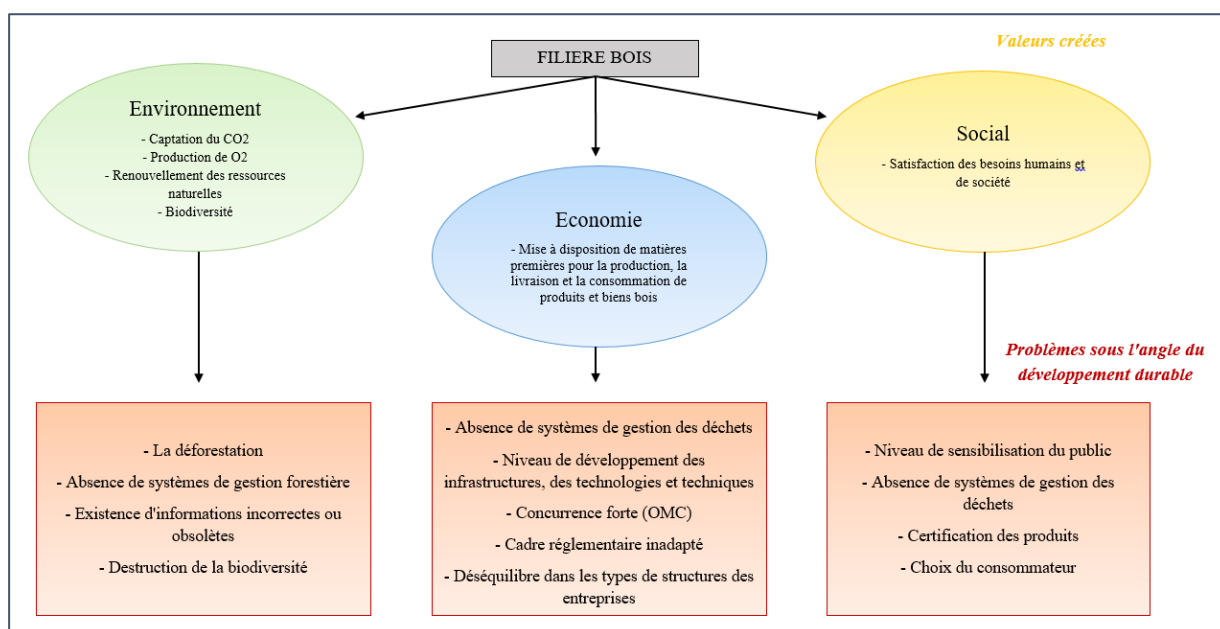 Valeurs créées
FILIERE BOIS
Environnement
- Captation du CO2
- Production de O2
- Renouvellement des ressources
naturelles
- Biodiversité
Economie
- Mise à disposition de matières
premières pour la production, la
livraison et la consommation de
produits et biens bois
Social
- Satisfaction des besoins humains et
de société
Problèmes sous l'angle du
développement durable
- La déforestation
- Absence de systèmes de gestion forestière
- Existence d'informations incorrectes ou
obsolètes
- Destruction de la biodiversité
- Absence de systèmes de gestion des déchets
- Niveau de développement des
infrastructures, des technologies et techniques
- Concurrence forte (OMC)
- Cadre réglementaire inadapté
- Déséquilibre dans les types de structures des
entreprises
- Niveau de sensibilisation du public
- Absence de systèmes de gestion des
déchets
- Certification des produits
- Choix du consommateur